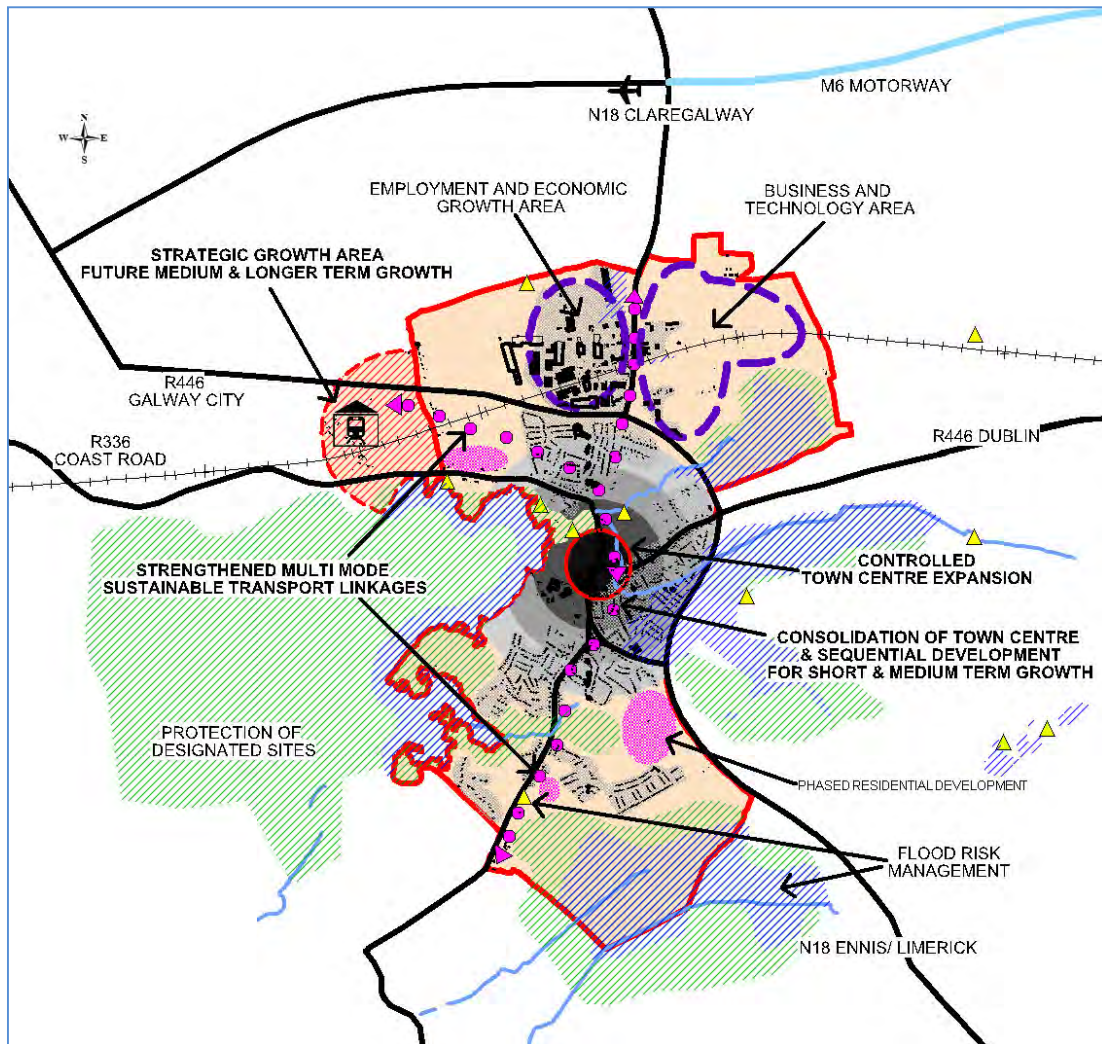 M6 MOTORWAY
N18 CLAREGALWAY
N
W E
S
EMPLOYMENT AND ECONOMIC
GROWTH AREA
BUSINESS AND
TECHNOLOGY AREA
STRATEGIC GROWTH AREA
FUTURE MEDIUM & LONGER TERM GROWTH
R446
GALWAY CITY
R336
COAST ROAD
R446 DUBLIN
STRENGTHENED MULTI MODE
SUSTAINABLE TRANSPORT LINKAGES
CONTROLLED
TOWN CENTRE EXPANSION
CONSOLIDATION OF TOWN CENTRE
& SEQUENTIAL DEVELOPMENT
FOR SHORT & MEDIUM TERM GROWTH
PROTECTION OF
DESIGNATED SITES
PHASED RESIDENTIAL DEVELOPMENT
FLOOD RISK
MANAGEMENT
N18 ENNIS/ LIMERICK